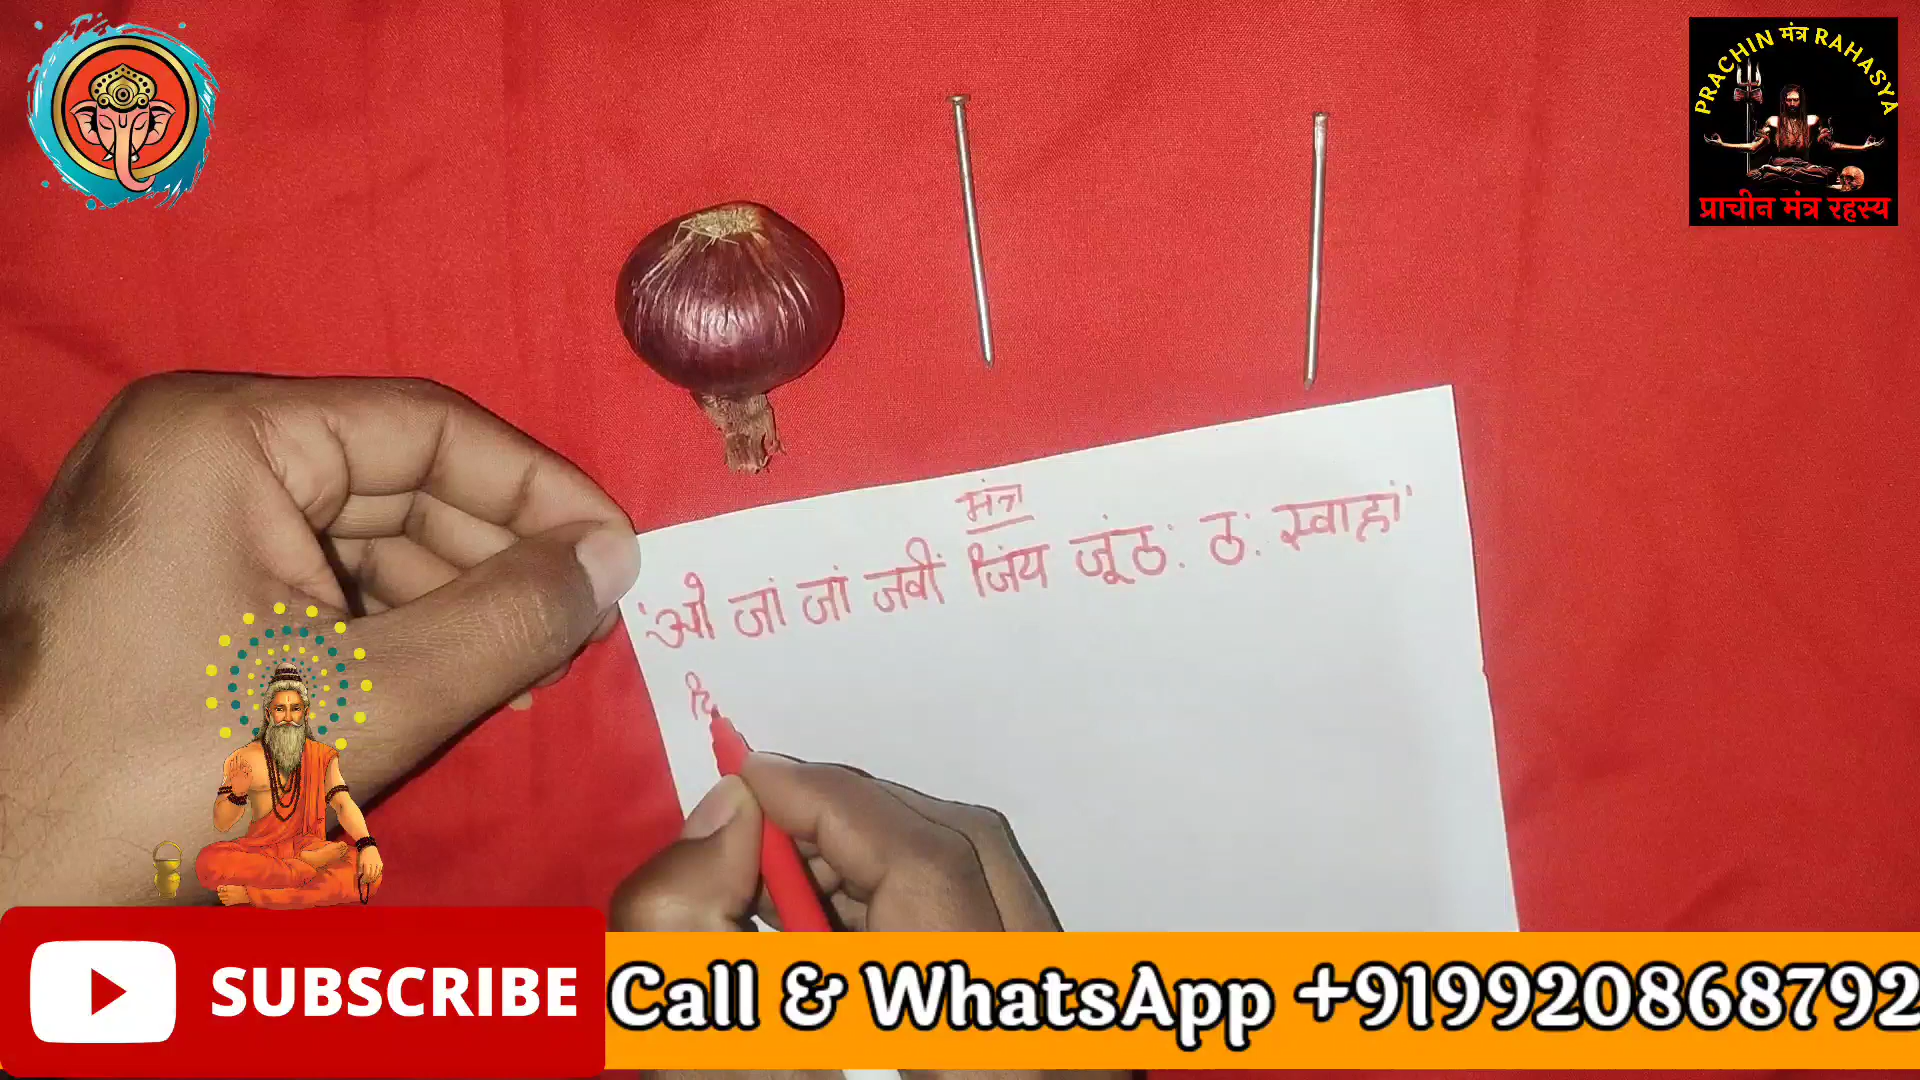 PRACHIN मंत्र RAHASYA
प्राचीन मंत्र रहस्य
मंत्र
"ओ जां जां जवीं जिंय जूंठः ठः स्वाहां"
SUBSCRIBE
Call & WhatsApp +919920868792